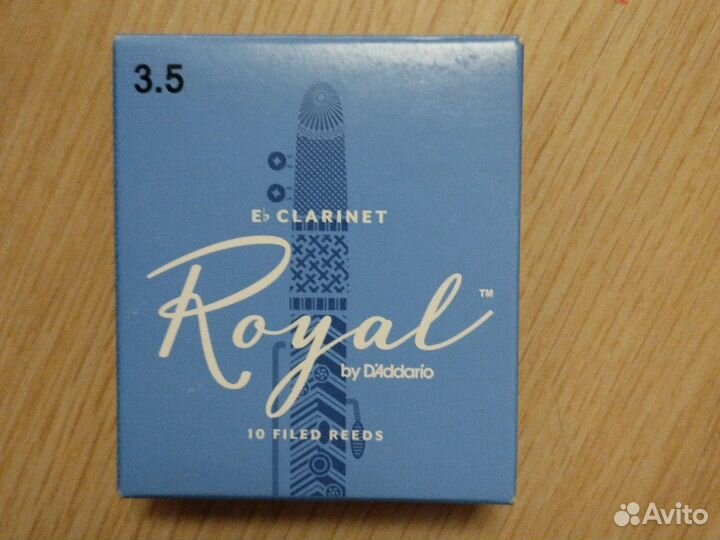 3.5
E♭ CLARINET
Royal™
by D'Addario
10 FILED REEDS
Avito